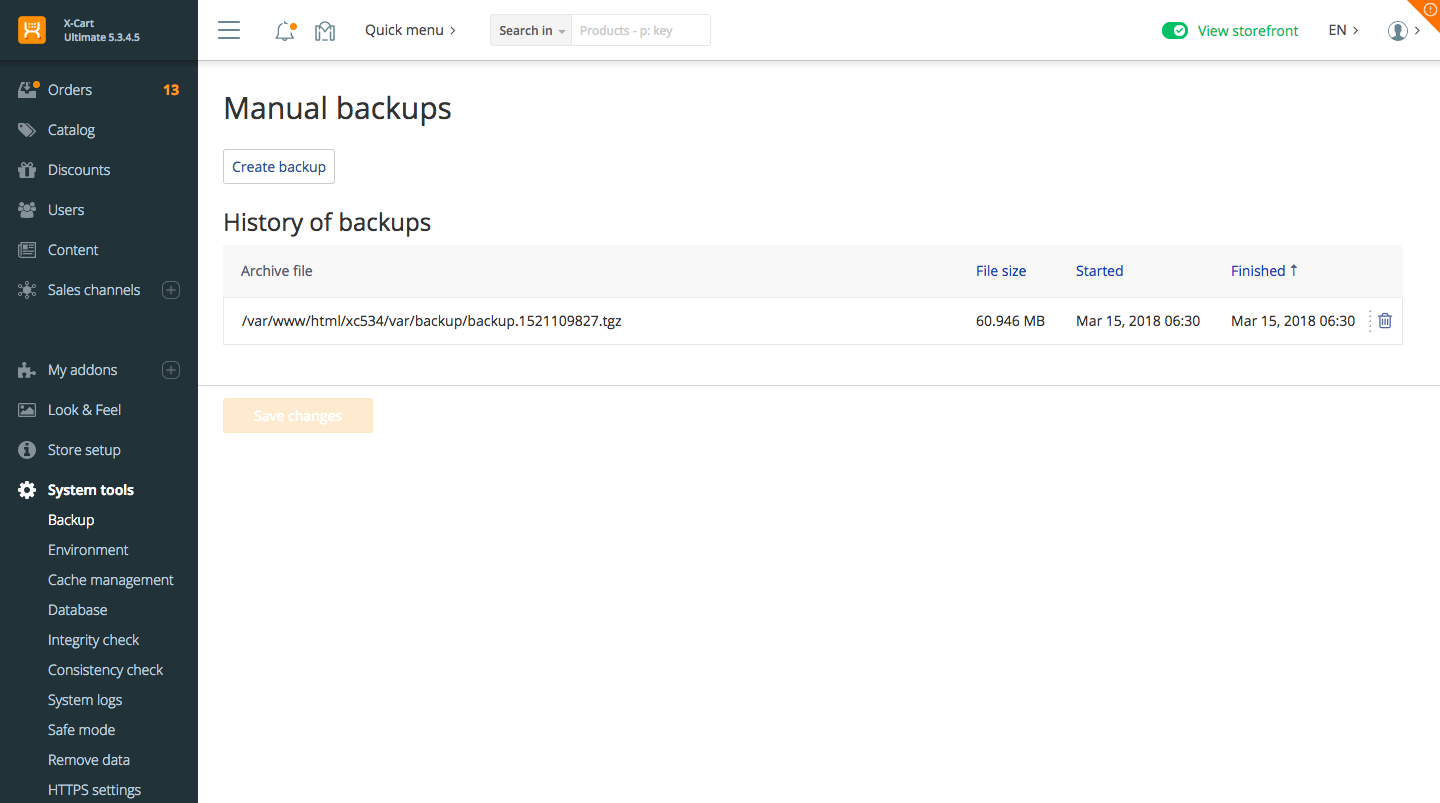 X-Cart
Ultimate 5.3.4.5
Quick menu
Search in
Products - p: key
View storefront
EN
Orders 13
Catalog
Discounts
Users
Content
Sales channels
My addons
Look & Feel
Store setup
System tools
Backup
Environment
Cache management
Database
Integrity check
Consistency check
System logs
Safe mode
Remove data
HTTPS settings
Manual backups
Create backup
History of backups
Archive file File size Started Finished ↑
/var/www/html/xc534/var/backup/backup.1521109827.tgz 60.946 MB Mar 15, 2018 06:30 Mar 15, 2018 06:30
Save changes